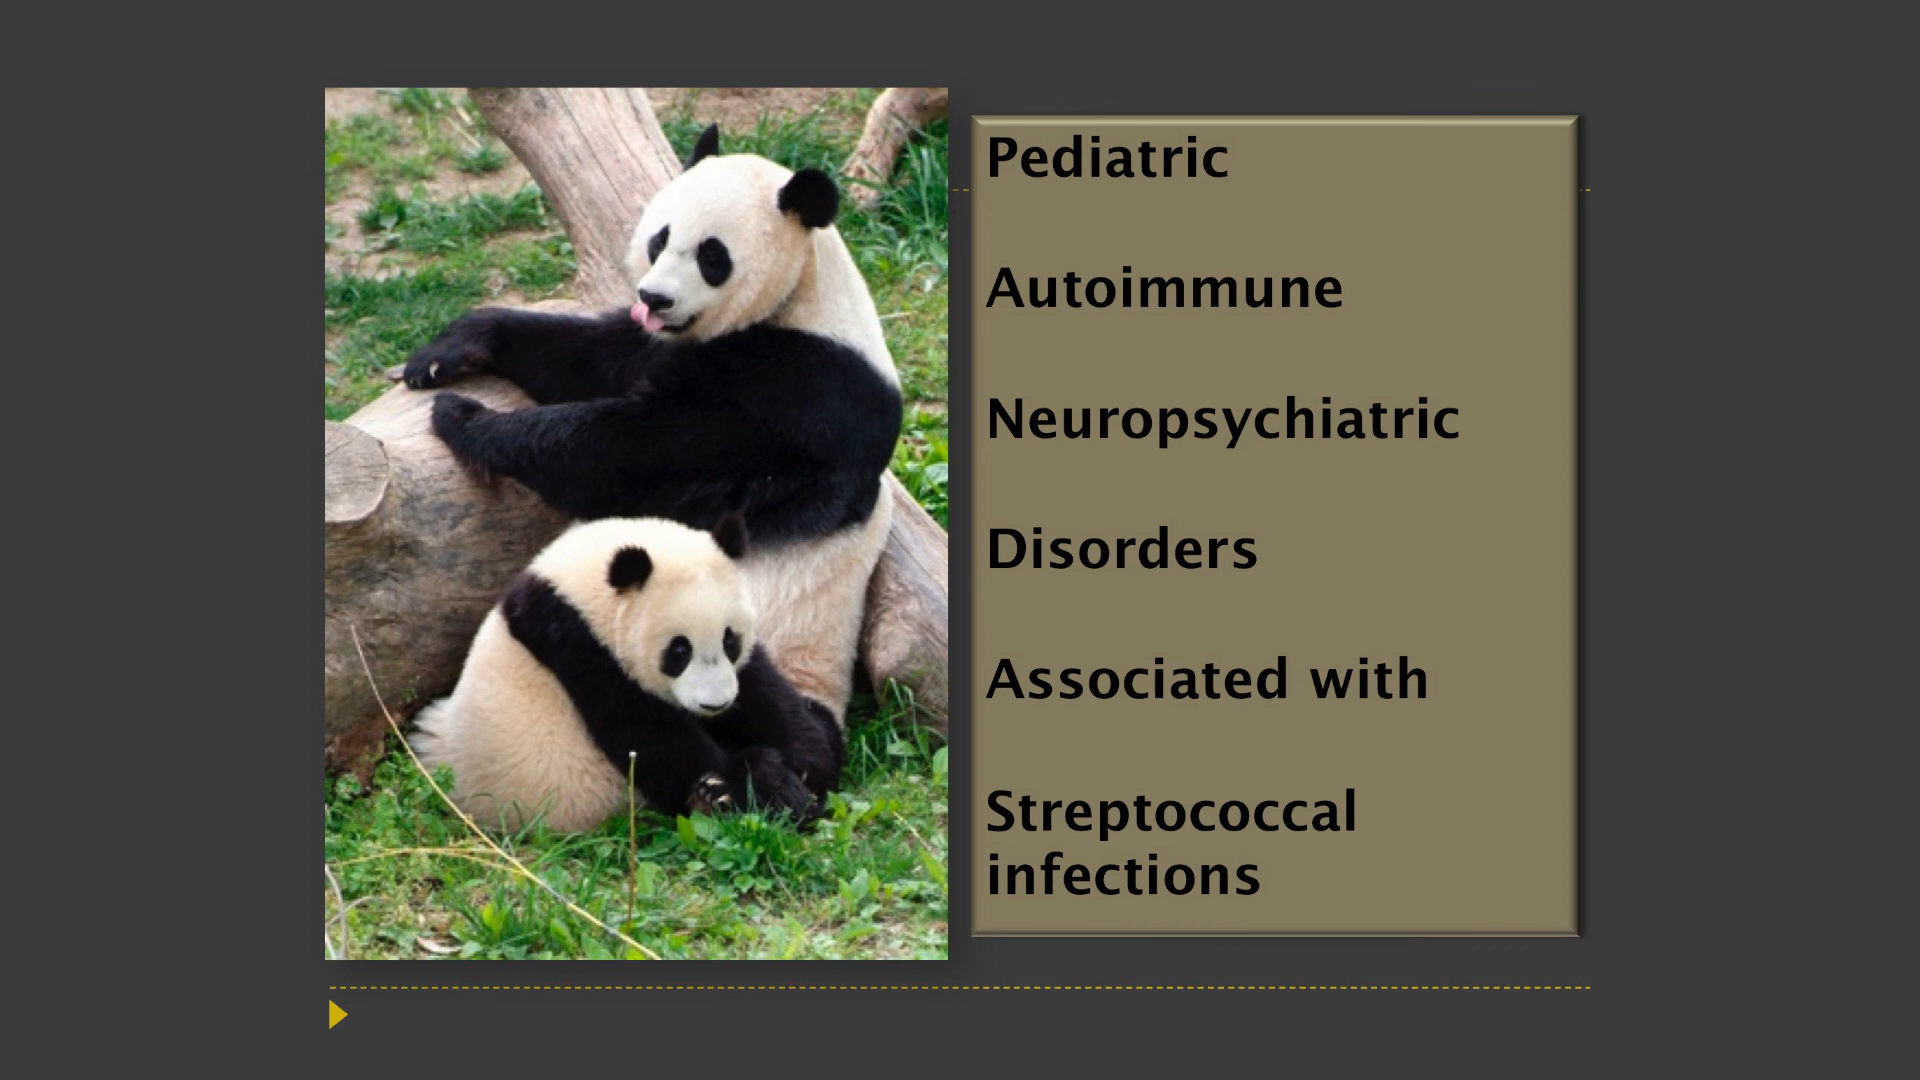 Pediatric
Autoimmune
Neuropsychiatric
Disorders
Associated with
Streptococcal
infections